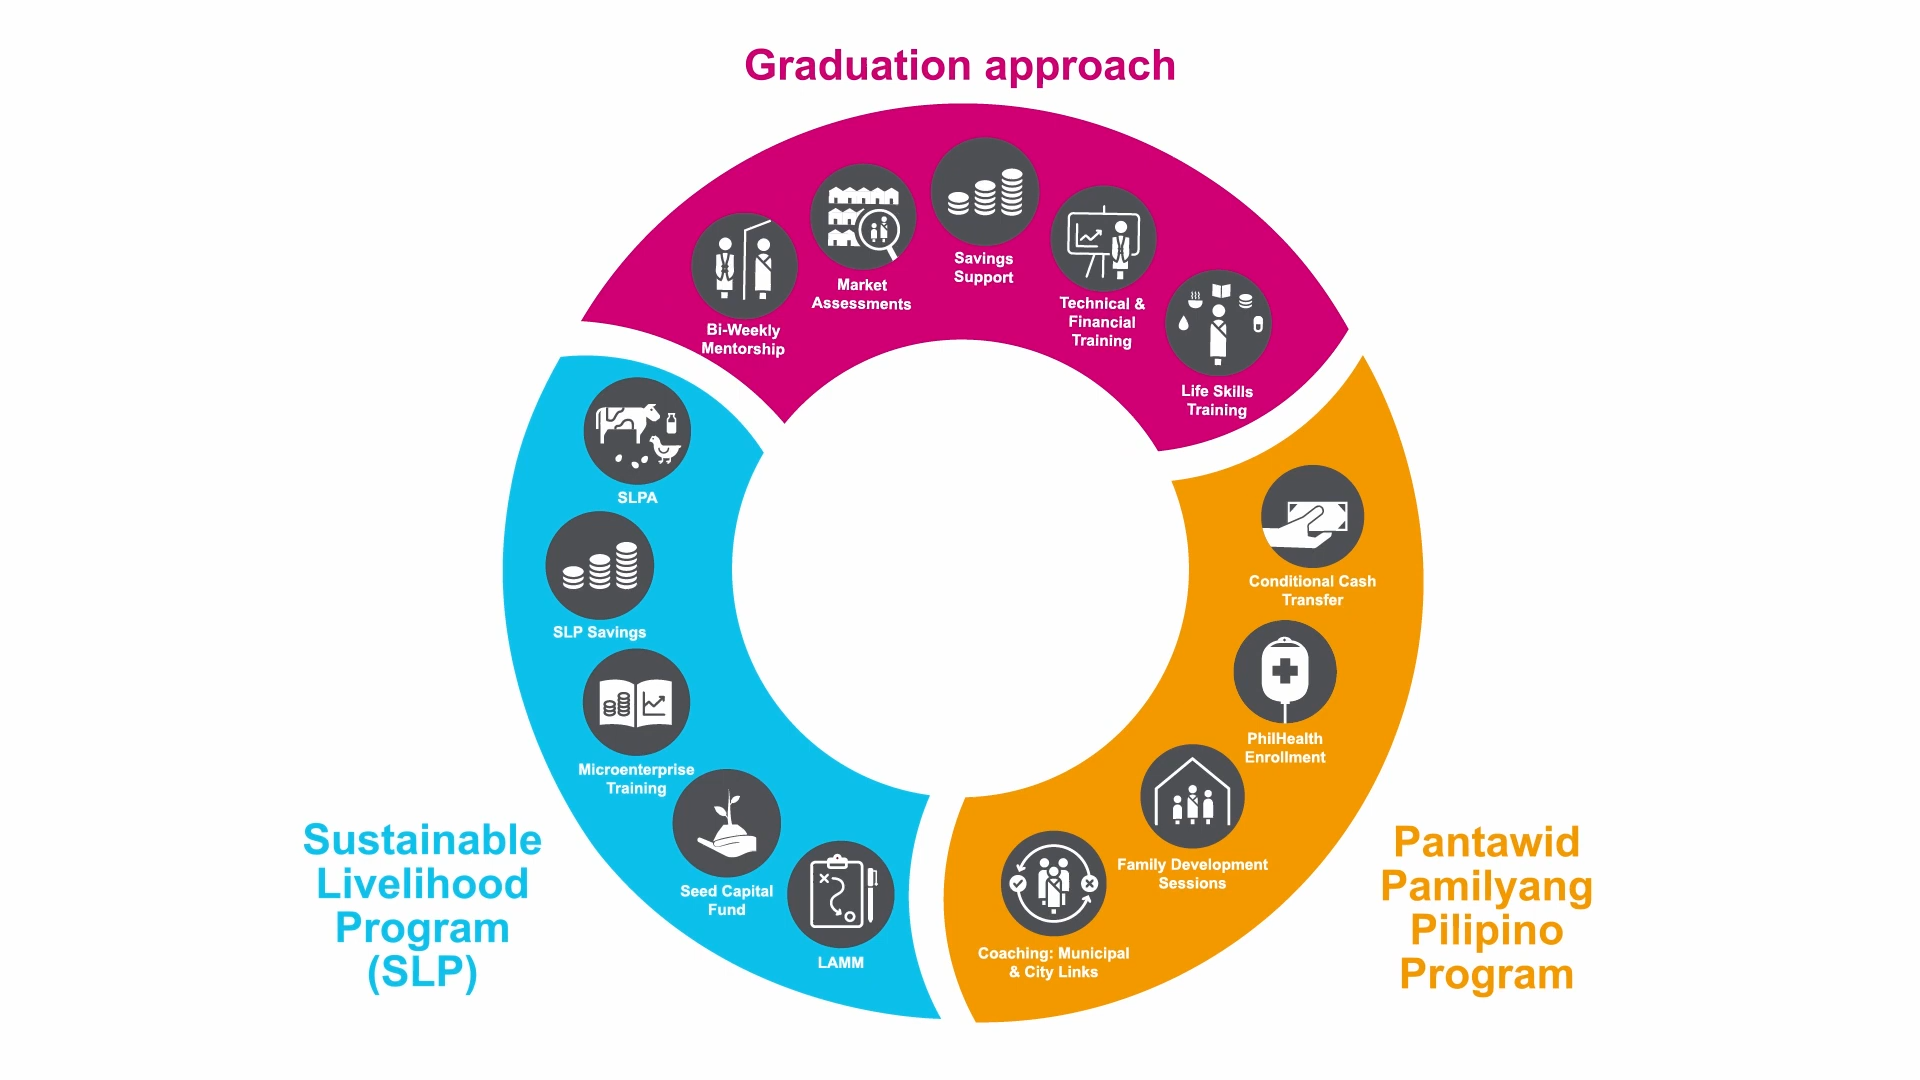 Graduation approach
Bi-Weekly
Mentorship
Market
Assessments
Savings
Support
Technical &
Financial
Training
Life Skills
Training
Conditional Cash
Transfer
PhilHealth
Enrollment
Family Development
Sessions
Coaching: Municipal
& City Links
Pantawid
Pamilyang
Pilipino
Program
SLPA
SLP Savings
Microenterprise
Training
Seed Capital
Fund
LAMM
Sustainable
Livelihood
Program
(SLP)